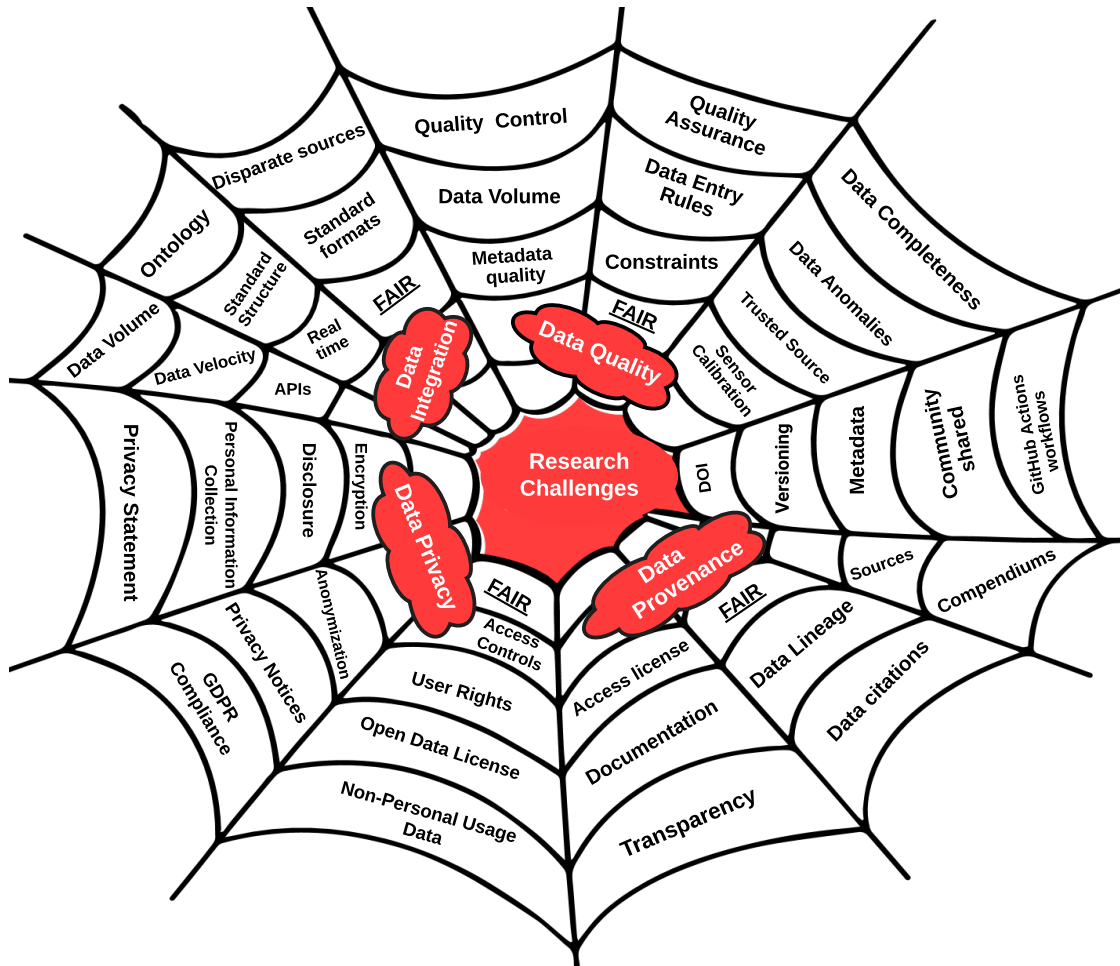 Research
Challenges
Data
Integration
Disparate sources
Standard
formats
FAIR
Ontology
Standard
Structure
Real
time
Data Volume
Data Velocity
APIs
Data Quality
Quality Control
Data Volume
Metadata
quality
Quality
Assurance
Data Entry
Rules
Constraints
FAIR
Data Completeness
Data Anomalies
Trusted Source
Sensor
Calibration
Data
Provenance
DOI
Versioning
Metadata
Community
shared
GitHub Actions
workflows
Sources
Compendiums
FAIR
Data Lineage
Data citations
Access license
Documentation
Transparency
Data Privacy
FAIR
Access
Controls
User Rights
Open Data License
Non-Personal Usage
Data
Anonymization
Privacy Notices
GDPR
Compliance
Encryption
Disclosure
Personal Information
Collection
Privacy Statement